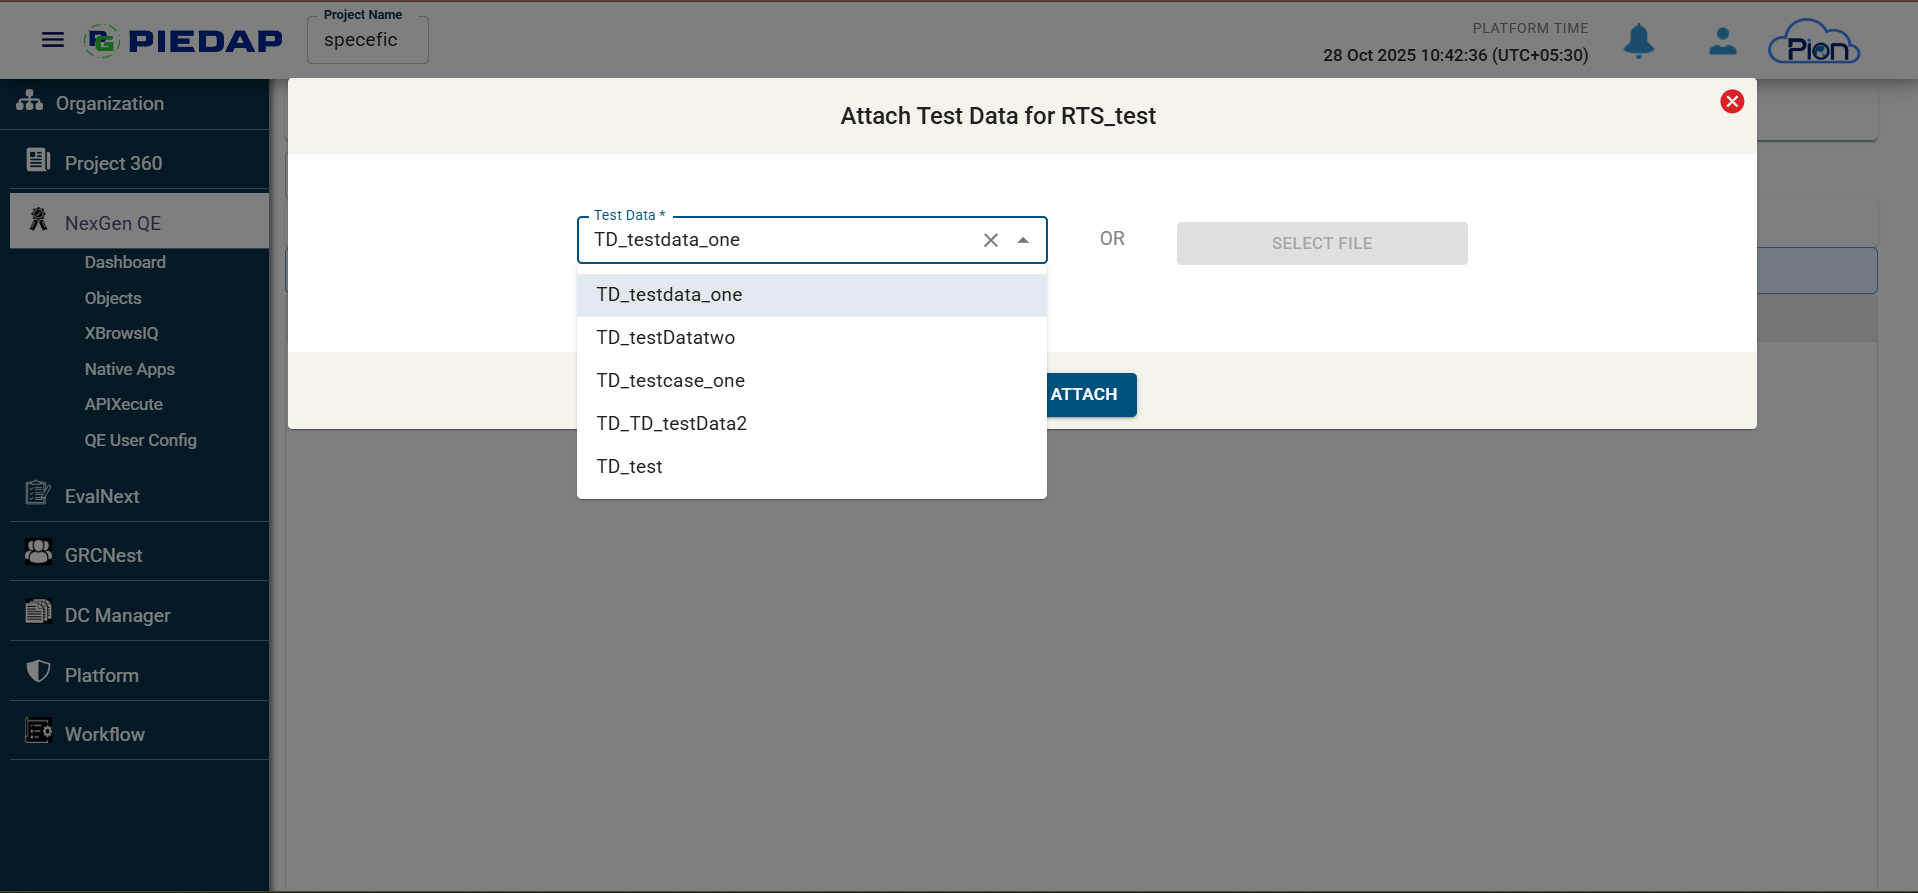 PIEDAP
Project Name
specefic
PLATFORM TIME
28 Oct 2025 10:42:36 (UTC+05:30)
Pion
Organization
Project 360
NexGen QE
Dashboard
Objects
XBrowsIQ
Native Apps
APIXecute
QE User Config
EvalNext
GRCNest
DC Manager
Platform
Workflow
Attach Test Data for RTS_test
Test Data *
TD_testdata_one
OR
SELECT FILE
TD_testdata_one
TD_testDatatwo
TD_testcase_one
TD_TD_testData2
TD_test
ATTACH